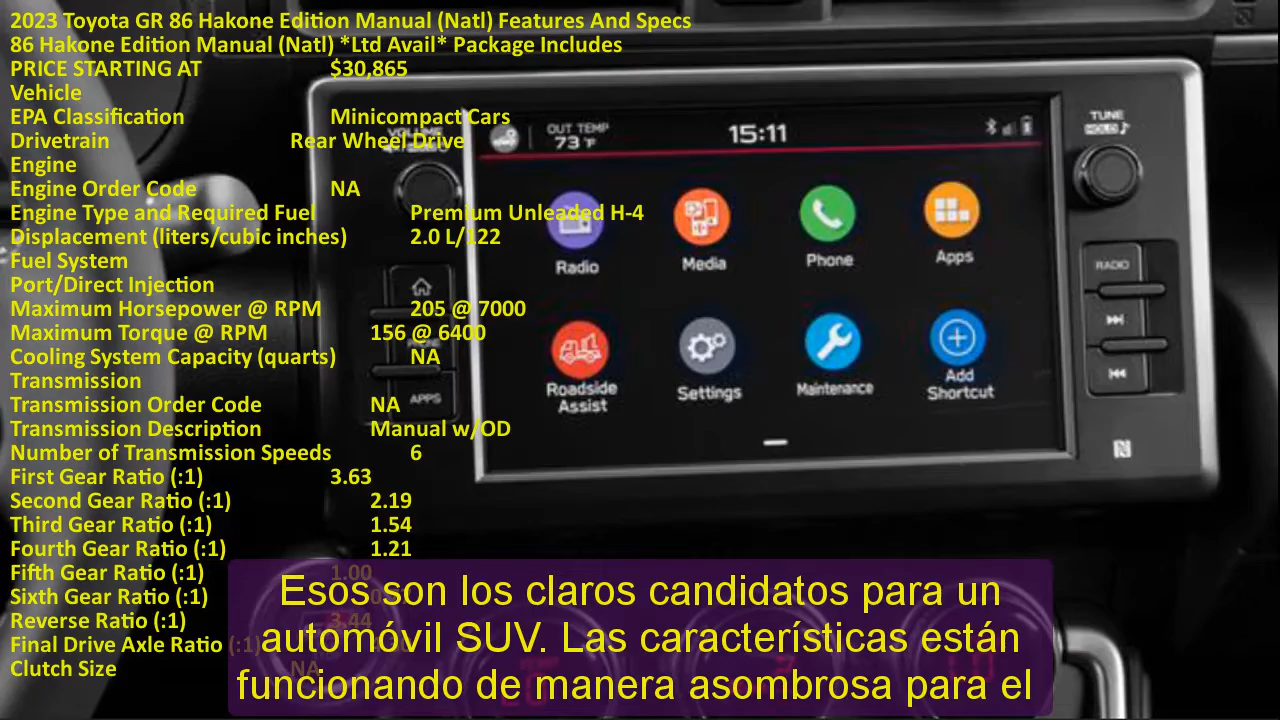 2023 Toyota GR 86 Hakone Edition Manual (Natl) Features And Specs
86 Hakone Edition Manual (Natl) *Ltd Avail* Package Includes
PRICE STARTING AT $30,865
Vehicle
EPA Classification Minicompact Cars
Drivetrain Rear Wheel Drive
Engine
Engine Order Code NA
Engine Type and Required Fuel Premium Unleaded H-4
Displacement (liters/cubic inches) 2.0 L/122
Fuel System
Port/Direct Injection
Maximum Horsepower @ RPM 205 @ 7000
Maximum Torque @ RPM 156 @ 6400
Cooling System Capacity (quarts) NA
Transmission
Transmission Order Code NA
Transmission Description Manual w/OD
Number of Transmission Speeds 6
First Gear Ratio (:1) 3.63
Second Gear Ratio (:1) 2.19
Third Gear Ratio (:1) 1.54
Fourth Gear Ratio (:1) 1.21
Fifth Gear Ratio (:1) 1.00
Sixth Gear Ratio (:1)
Reverse Ratio (:1) 3.44
Final Drive Axle Ratio (:1)
Clutch Size NA
VOLUME
OUT TEMP
73 °F
15:11
TUNE
HOLD ♪
Radio
Media
Phone
Apps
RADIO
Roadside
Assist
Settings
Maintenance
Add
Shortcut
APPS
Esos son los claros candidatos para un
automóvil SUV. Las características están
funcionando de manera asombrosa para el